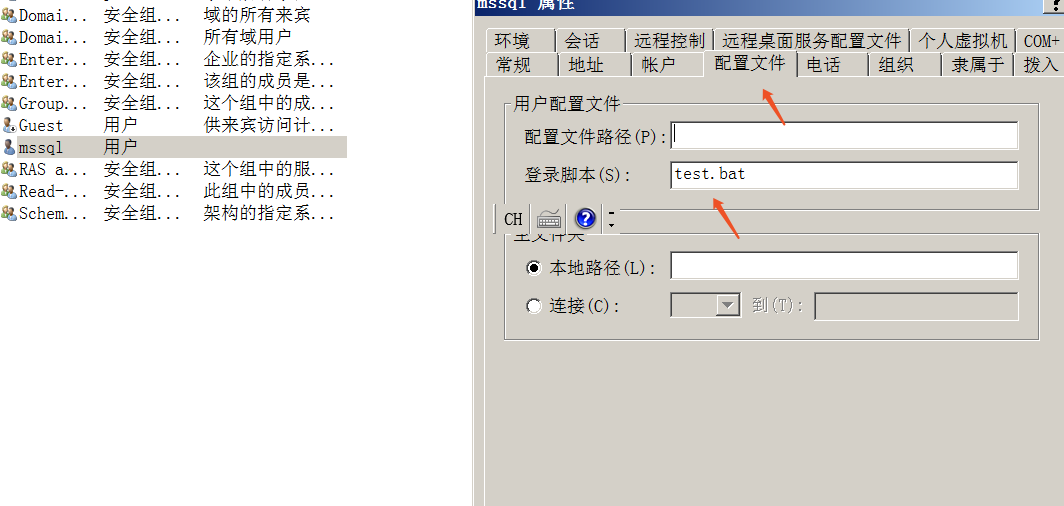 mssql 属性
Domai... 安全组... 域的所有来宾
Domai... 安全组... 所有域用户
Enter... 安全组... 企业的指定系...
Enter... 安全组... 该组的成员是...
Group... 安全组... 这个组中的成...
Guest 用户 供来宾访问计...
mssql 用户
RAS a... 安全组... 这个组中的服...
Read-... 安全组... 此组中的成员...
Schem... 安全组... 架构的指定系...
环境 会话 远程控制 远程桌面服务配置文件 个人虚拟机 COM+
常规 地址 帐户 配置文件 电话 组织 隶属于 拨入
用户配置文件
配置文件路径(P):
登录脚本(S): test.bat
CH
主文件夹
本地路径(L):
连接(C): 到(T):